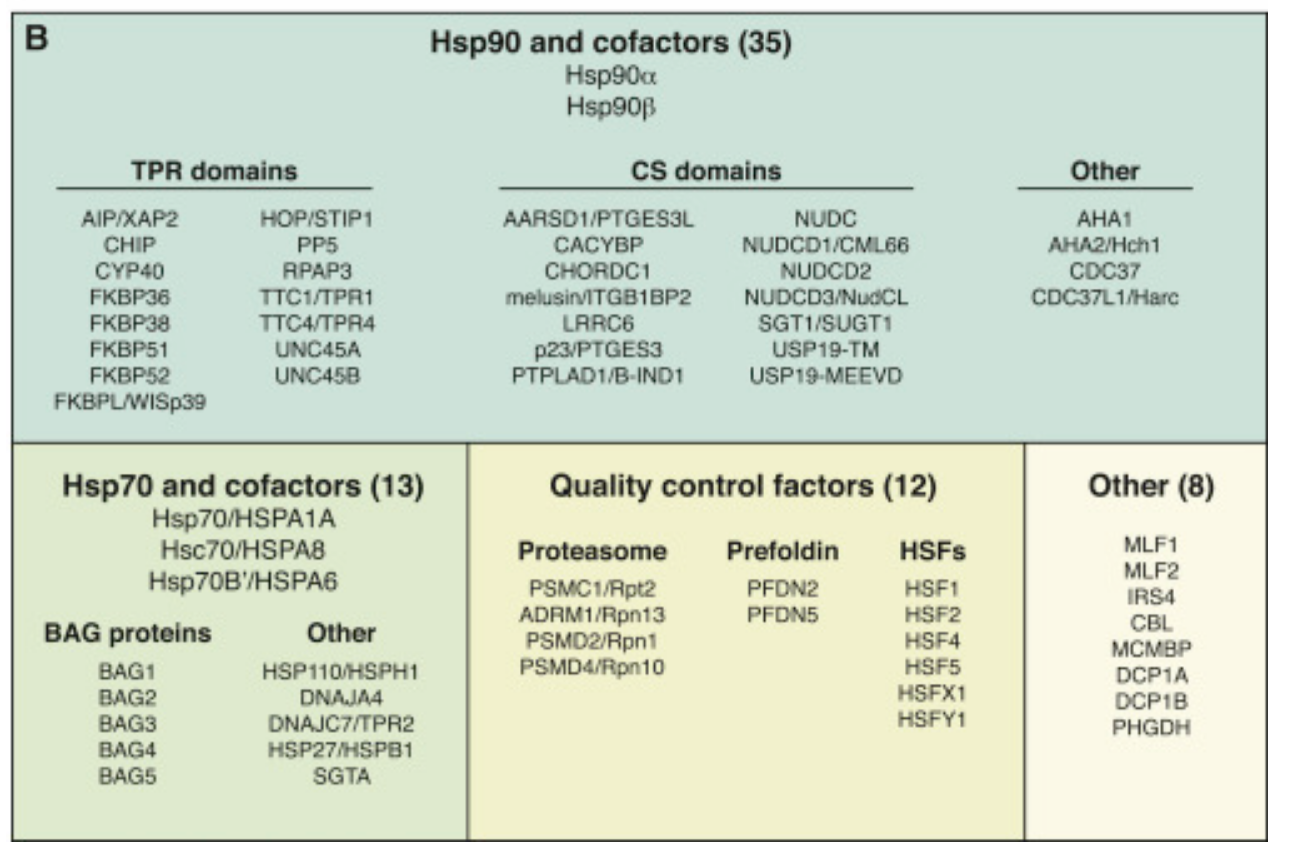 B
Hsp90 and cofactors (35)
Hsp90α
Hsp90β
TPR domains
AIP/XAP2
CHIP
CYP40
FKBP36
FKBP38
FKBP51
FKBP52
FKBPL/WISp39
HOP/STIP1
PP5
RPAP3
TTC1/TPR1
TTC4/TPR4
UNC45A
UNC45B
CS domains
AARSD1/PTGES3L
CACYBP
CHORDC1
melusin/ITGB1BP2
LRRC6
p23/PTGES3
PTPLAD1/B-IND1
NUDC
NUDCD1/CML66
NUDCD2
NUDCD3/NudCL
SGT1/SUGT1
USP19-TM
USP19-MEEVD
Other
AHA1
AHA2/Hch1
CDC37
CDC37L1/Harc
Hsp70 and cofactors (13)
Hsp70/HSPA1A
Hsc70/HSPA8
Hsp70B'/HSPA6
BAG proteins
BAG1
BAG2
BAG3
BAG4
BAG5
Other
HSP110/HSPH1
DNAJA4
DNAJC7/TPR2
HSP27/HSPB1
SGTA
Quality control factors (12)
Proteasome
PSMC1/Rpt2
ADRM1/Rpn13
PSMD2/Rpn1
PSMD4/Rpn10
Prefoldin
PFDN2
PFDN5
HSFs
HSF1
HSF2
HSF4
HSF5
HSFX1
HSFY1
Other (8)
MLF1
MLF2
IRS4
CBL
MCMBP
DCP1A
DCP1B
PHGDH